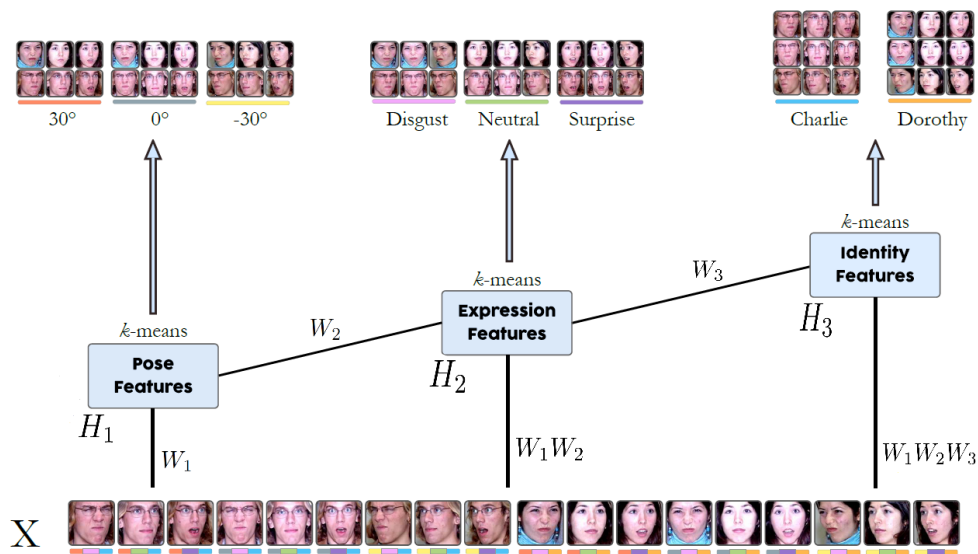 30°
0°
-30°
Disgust
Neutral
Surprise
Charlie
Dorothy
k-means
Identity
Features
H₃
W₃
k-means
Expression
Features
H₂
W₂
k-means
Pose
Features
H₁
W₁
W₁W₂
W₁W₂W₃
X